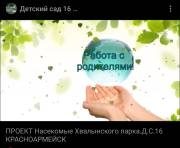 Детский сад 16 ...
Работа с
родителями
ПРОЕКТ Насекомые Хвалынского парка.Д.С.16
КРАСНОАРМЕЙСК